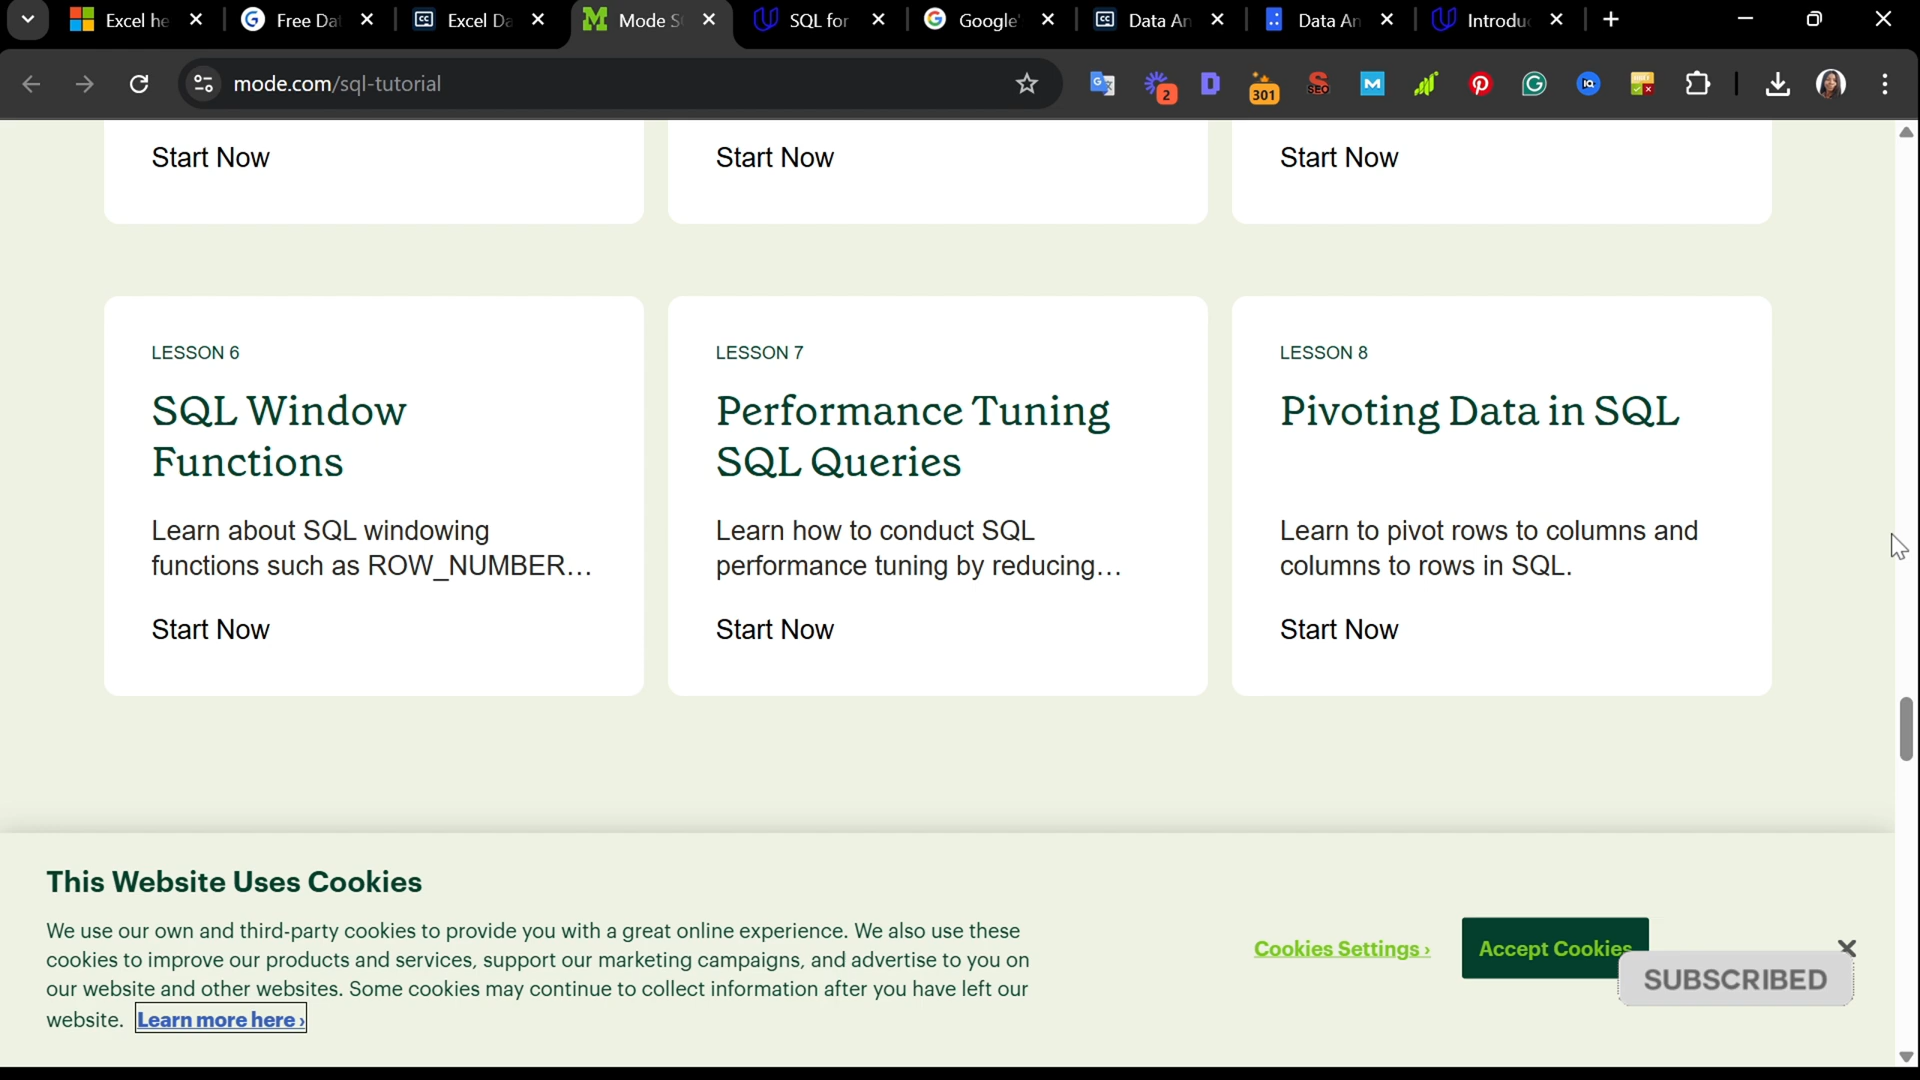 Excel he
Free Dat
Excel Da
Mode S
SQL for
Google'
Data An
Data An
Introduc
mode.com/sql-tutorial
2
301
SEO
Start Now
Start Now
Start Now
LESSON 6
SQL Window
Functions
Learn about SQL windowing
functions such as ROW_NUMBER...
Start Now
LESSON 7
Performance Tuning
SQL Queries
Learn how to conduct SQL
performance tuning by reducing...
Start Now
LESSON 8
Pivoting Data in SQL
Learn to pivot rows to columns and
columns to rows in SQL.
Start Now
This Website Uses Cookies
We use our own and third-party cookies to provide you with a great online experience. We also use these
cookies to improve our products and services, support our marketing campaigns, and advertise to you on
our website and other websites. Some cookies may continue to collect information after you have left our
website. Learn more here ›
Cookies Settings ›
Accept Cookies
SUBSCRIBED